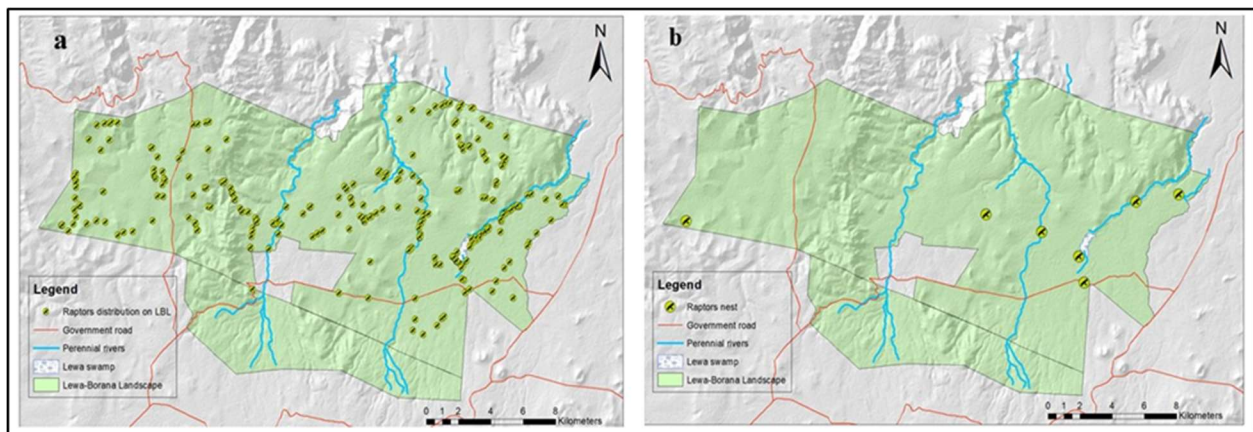 a
N
Legend
Raptors distribution on LBL
Government road
Perennial rivers
Lewa swamp
Lewa-Borana Landscape
0 1 2 4 6 8
Kilometers
b
N
Legend
Raptors nest
Government road
Perennial rivers
Lewa swamp
Lewa-Borana Landscape
0 1 2 4 6 8
Kilometers